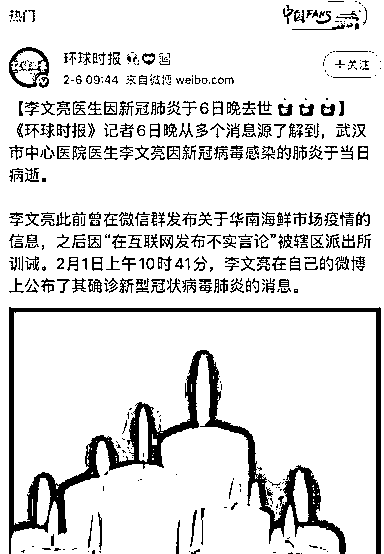 热门
中国FANS
环球时报
2-6 09:44 来自微博 weibo.com
+关注
【李文亮医生因新冠肺炎于6日晚去世🕯🕯🕯】
《环球时报》记者6日晚从多个消息源了解到，武汉
市中心医院医生李文亮因新冠病毒感染的肺炎于当日
病逝。
李文亮此前曾在微信群发布关于华南海鲜市场疫情的
信息，之后因“在互联网发布不实言论”被辖区派出所
训诫。2月1日上午10时41分，李文亮在自己的微博
上公布了其确诊新型冠状病毒肺炎的消息。